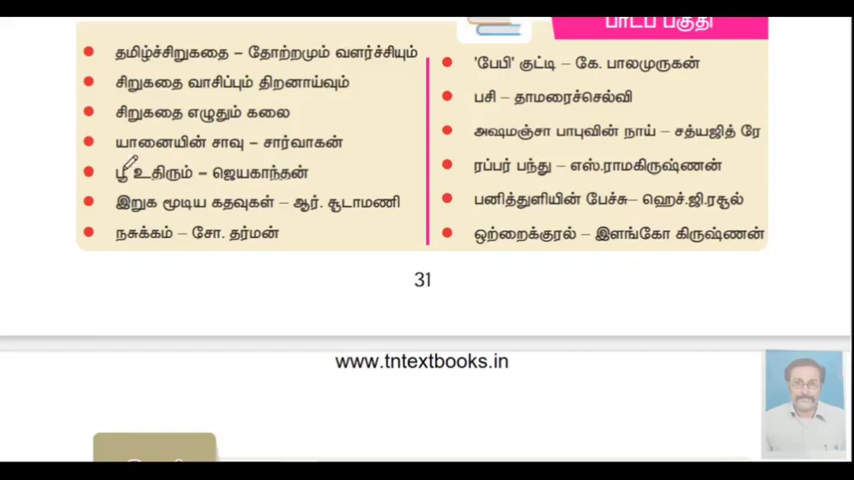 பாடப் பகுதி
தமிழ்ச்சிறுகதை – தோற்றமும் வளர்ச்சியும்
சிறுகதை வாசிப்பும் திறனாய்வும்
சிறுகதை எழுதும் கலை
யானையின் சாவு – சார்வாகன்
பூ உதிரும் – ஜெயகாந்தன்
இறுக மூடிய கதவுகள் – ஆர். சூடாமணி
நசுக்கம் – சோ. தர்மன்
'பேபி' குட்டி – கே. பாலமுருகன்
பசி – தாமரைச்செல்வி
அஷமஞ்சா பாபுவின் நாய் – சத்யஜித் ரே
ரப்பர் பந்து – எஸ்.ராமகிருஷ்ணன்
பனித்துளியின் பேச்சு– ஹெச்.ஜி.ரசூல்
ஒற்றைக்குரல் – இளங்கோ கிருஷ்ணன்
31
www.tntextbooks.in